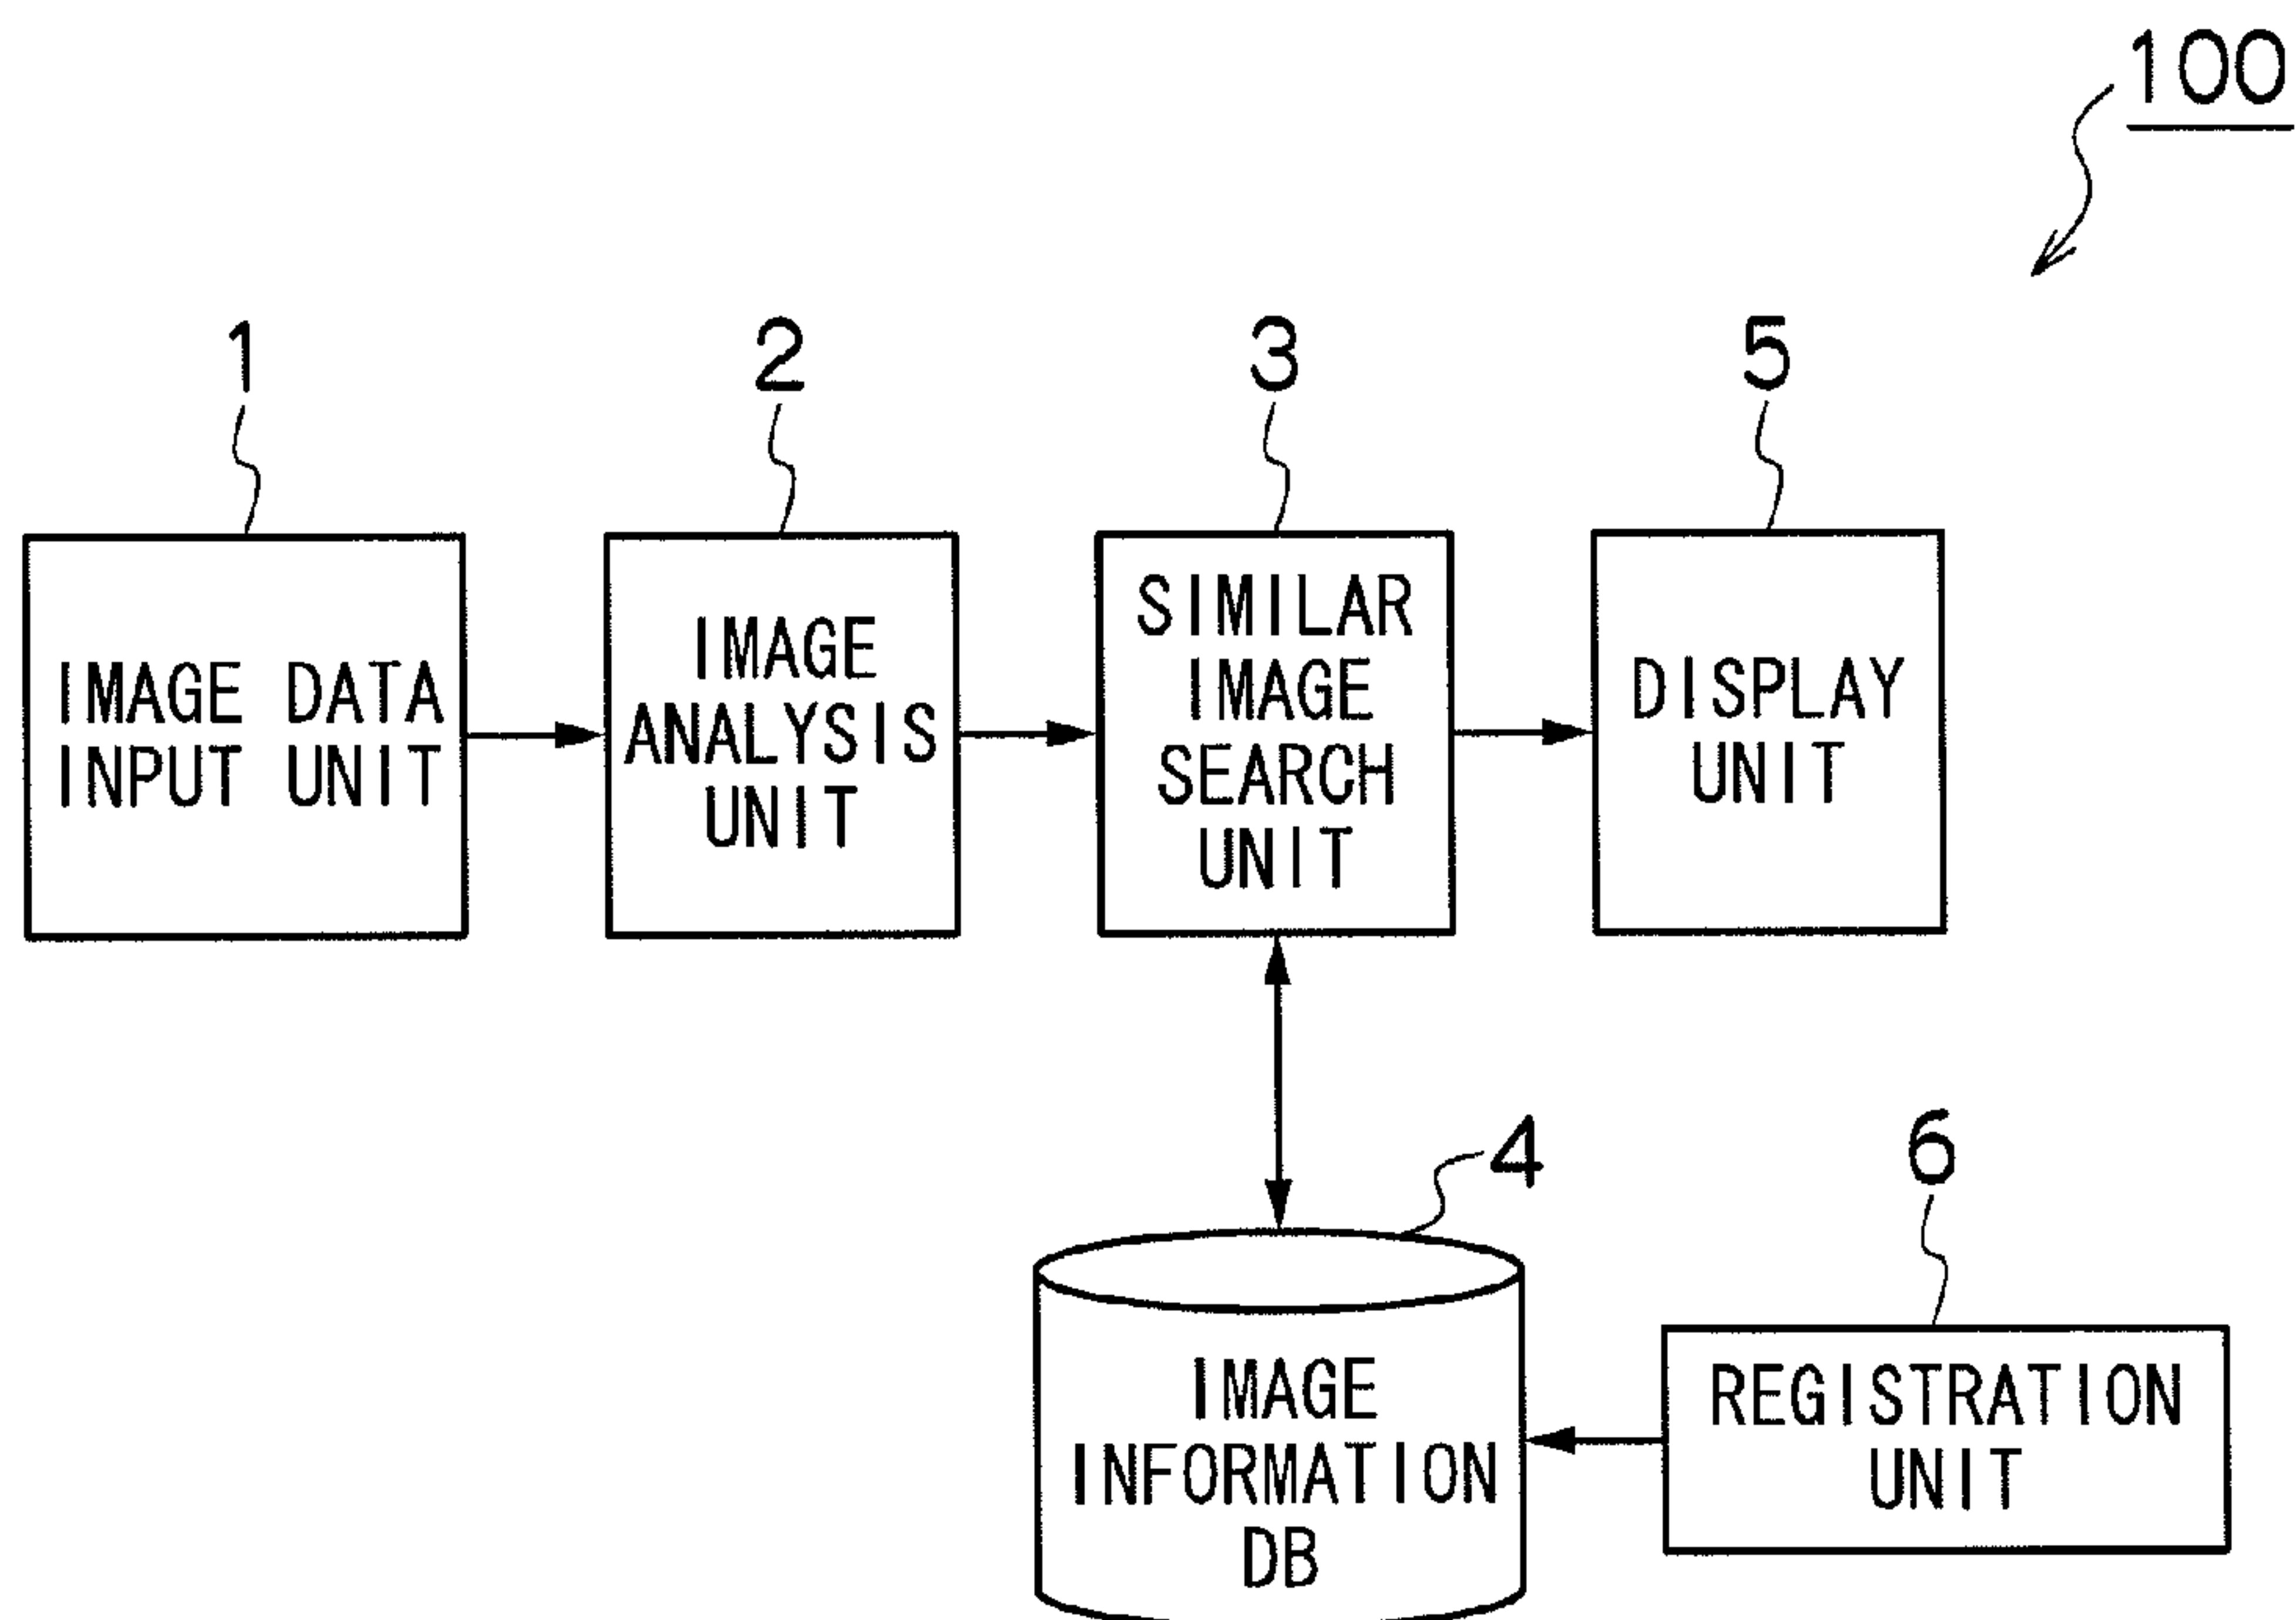 100
1
2
3
5
IMAGE DATA
INPUT UNIT
IMAGE
ANALYSIS
UNIT
SIMILAR
IMAGE
SEARCH
UNIT
DISPLAY
UNIT
4
6
IMAGE
INFORMATION
DB
REGISTRATION
UNIT